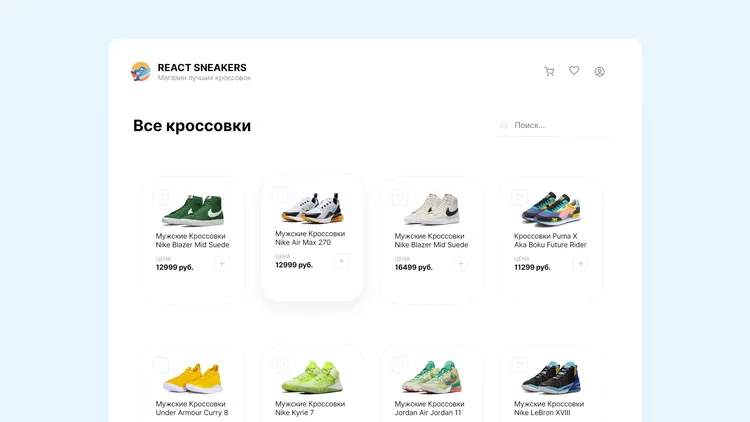 REACT SNEAKERS
Магазин лучших кроссовок
Все кроссовки
Поиск...
Мужские Кроссовки
Nike Blazer Mid Suede
ЦЕНА
12999 руб.
Мужские Кроссовки
Nike Air Max 270
ЦЕНА
12999 руб.
Мужские Кроссовки
Nike Blazer Mid Suede
ЦЕНА
16499 руб.
Кроссовки Puma X
Aka Boku Future Rider
ЦЕНА
11299 руб.
Мужские Кроссовки
Under Armour Curry 8
Мужские Кроссовки
Nike Kyrie 7
Мужские Кроссовки
Jordan Air Jordan 11
Мужские Кроссовки
Nike LeBron XVIII